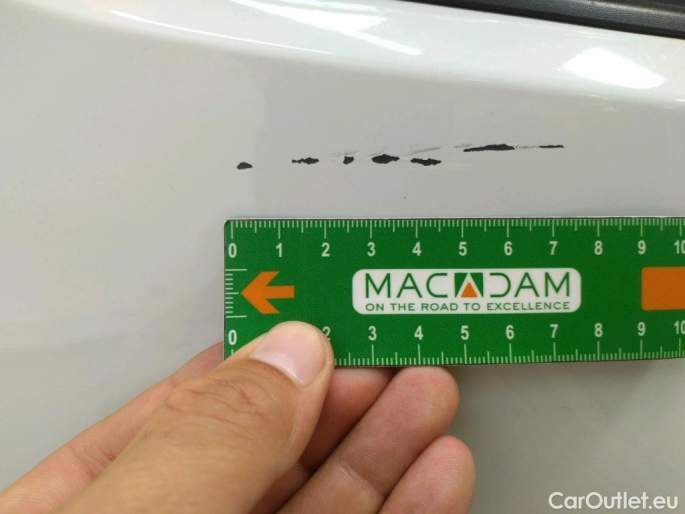 0 1 2 3 4 5 6 7 8 9 10
MACADAM
ON THE ROAD TO EXCELLENCE
0 2 3 4 5 6 7 8 9 10
CarOutlet.eu